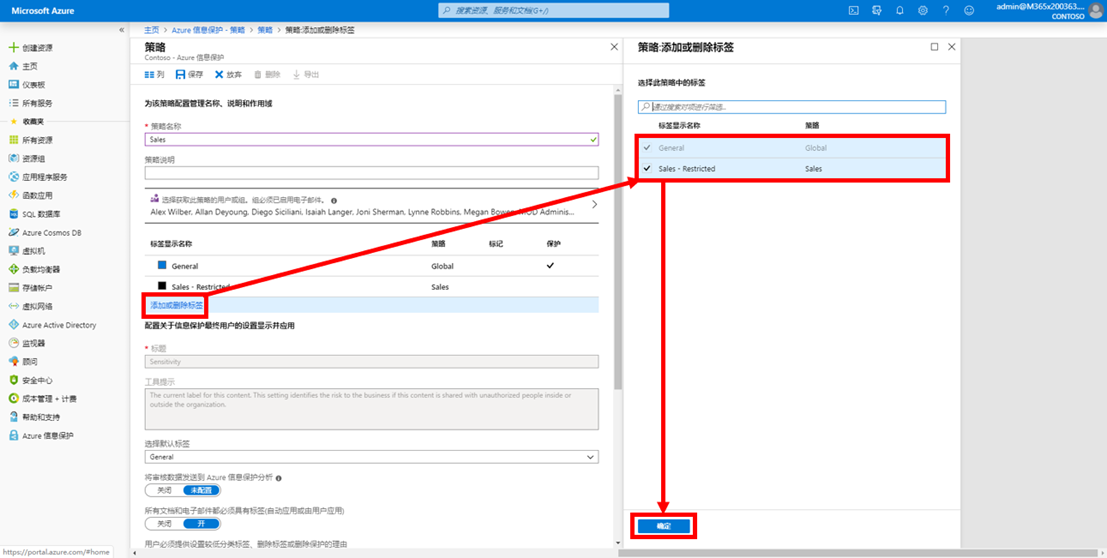 Microsoft Azure
搜索资源、服务和文档(G+/)
admin@M365x200363....
CONTOSO
«
创建资源
主页
仪表板
所有服务
收藏夹
所有资源
资源组
应用程序服务
函数应用
SQL 数据库
Azure Cosmos DB
虚拟机
负载均衡器
存储帐户
虚拟网络
Azure Active Directory
监视器
顾问
安全中心
成本管理 + 计费
帮助和支持
Azure 信息保护
https://portal.azure.com/#home
主页 > Azure 信息保护 - 策略 > 策略 > 策略:添加或删除标签
策略
Contoso - Azure 信息保护
列 保存 放弃 删除 导出
为该策略配置管理名称、说明和作用域
* 策略名称
Sales
策略说明
选择获取此策略的用户或组。组必须已启用电子邮件。
Alex Wilber, Allan Deyoung, Diego Siciliani, Isaiah Langer, Joni Sherman, Lynne Robbins, Megan Bowen, MOD Adminis...
标签显示名称 策略 标记 保护
General Global
Sales - Restricted Sales
添加或删除标签
配置关于信息保护最终用户的设置显示并应用
* 标题
Sensitivity
工具提示
The current label for this content. This setting identifies the risk to the business if this content is shared with unauthorized people inside or
outside the organization.
选择默认标签
General
将审核数据发送到 Azure 信息保护分析
关闭 未配置
所有文档和电子邮件都必须具有标签(自动应用或由用户应用)
关闭 开
用户必须提供设置较低分类标签、删除标签或删除保护的理由
策略:添加或删除标签
选择此策略中的标签
通过搜索对项进行筛选...
标签显示名称 策略
General Global
Sales - Restricted Sales
确定